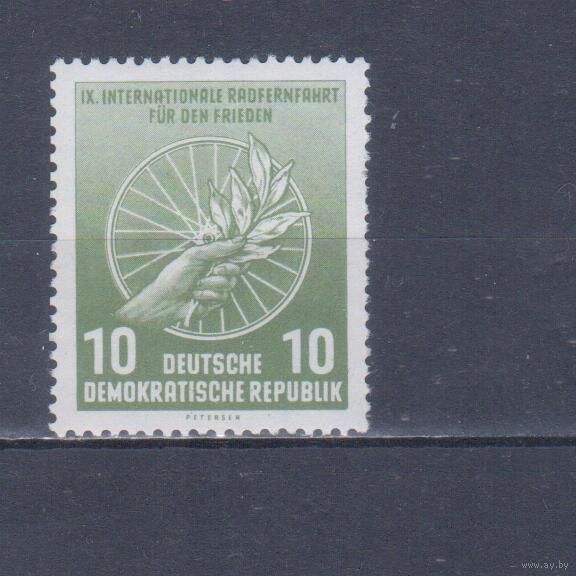 IX. INTERNATIONALE RADFERNFAHRT
FÜR DEN FRIEDEN
10 10
DEUTSCHE
DEMOKRATISCHE REPUBLIK
PETERSEN
www.ay.by